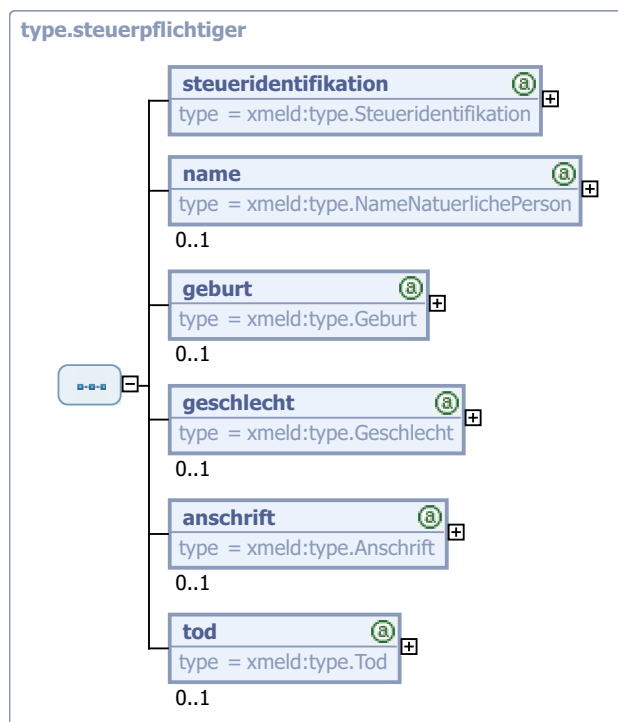 type.steuerpflichtiger
steueridentifikation @
type = xmeld:type.Steueridentifikation
name @
type = xmeld:type.NameNatuerlichePerson
0..1
geburt @
type = xmeld:type.Geburt
0..1
geschlecht @
type = xmeld:type.Geschlecht
0..1
anschrift @
type = xmeld:type.Anschrift
0..1
tod @
type = xmeld:type.Tod
0..1